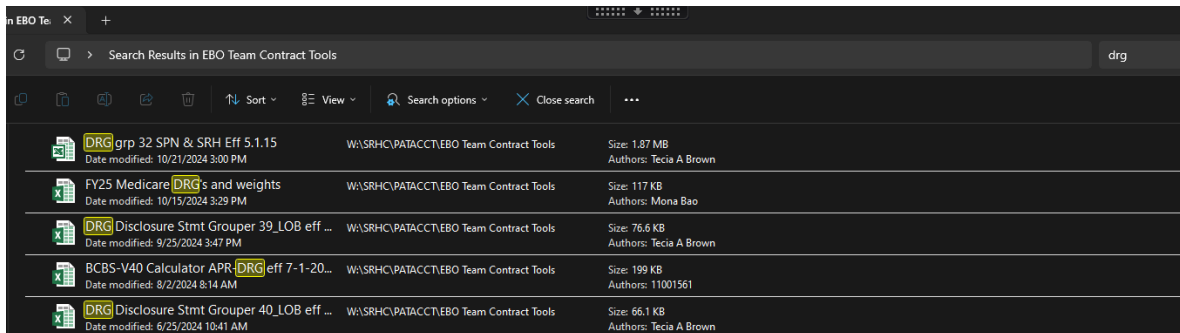 in EBO Te
Search Results in EBO Team Contract Tools
drg
Sort
View
Search options
Close search
DRG grp 32 SPN & SRH Eff 5.1.15
W:\SRHC\PATACCT\EBO Team Contract Tools
Size: 1.87 MB
Date modified: 10/21/2024 3:00 PM
Authors: Tecia A Brown
FY25 Medicare DRG's and weights
W:\SRHC\PATACCT\EBO Team Contract Tools
Size: 117 KB
Date modified: 10/15/2024 3:29 PM
Authors: Mona Bao
DRG Disclosure Stmt Grouper 39_LOB eff ...
W:\SRHC\PATACCT\EBO Team Contract Tools
Size: 76.6 KB
Date modified: 9/25/2024 3:47 PM
Authors: Tecia A Brown
BCBS-V40 Calculator APR-DRG eff 7-1-20...
W:\SRHC\PATACCT\EBO Team Contract Tools
Size: 199 KB
Date modified: 8/2/2024 8:14 AM
Authors: 11001561
DRG Disclosure Stmt Grouper 40_LOB eff ...
W:\SRHC\PATACCT\EBO Team Contract Tools
Size: 66.1 KB
Date modified: 6/25/2024 10:41 AM
Authors: Tecia A Brown